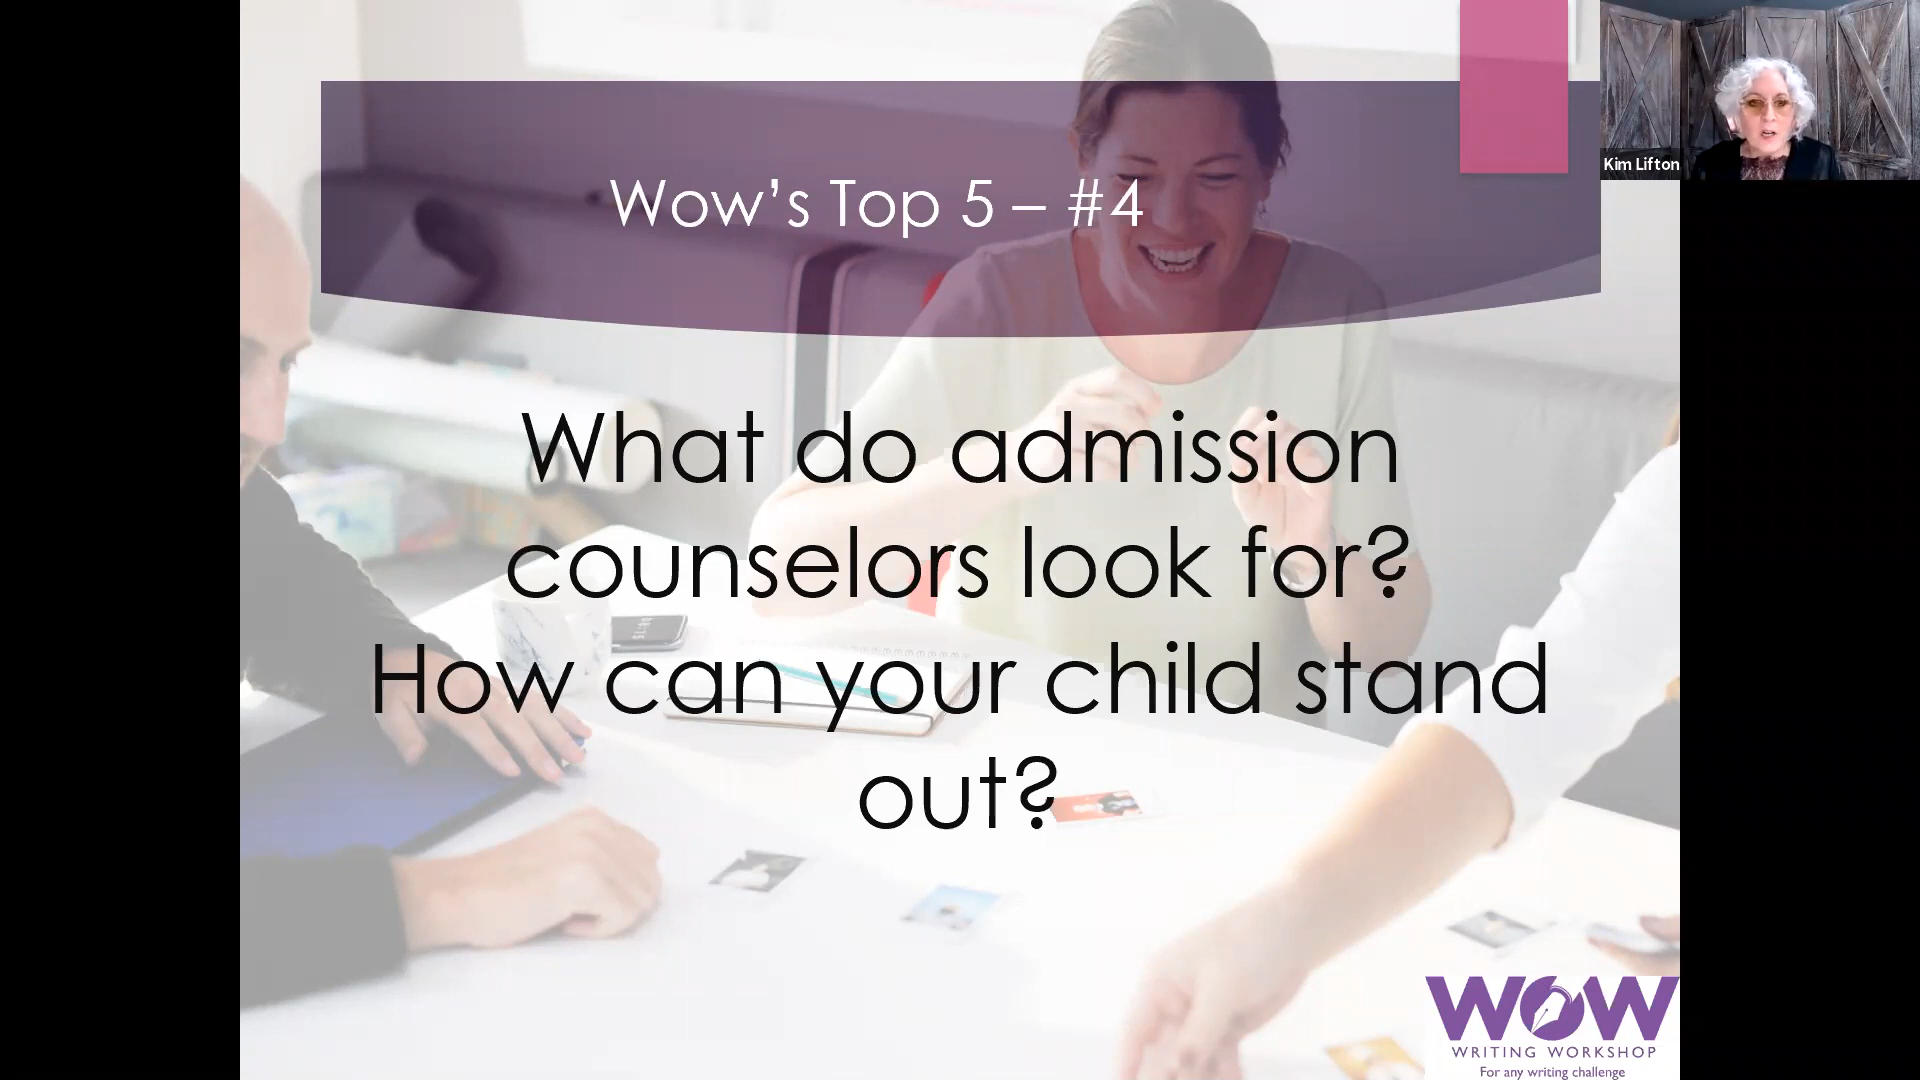 Wow's Top 5 – #4
Kim Lifton
What do admission
counselors look for?
How can your child stand
out?
WOW
WRITING WORKSHOP
For any writing challenge